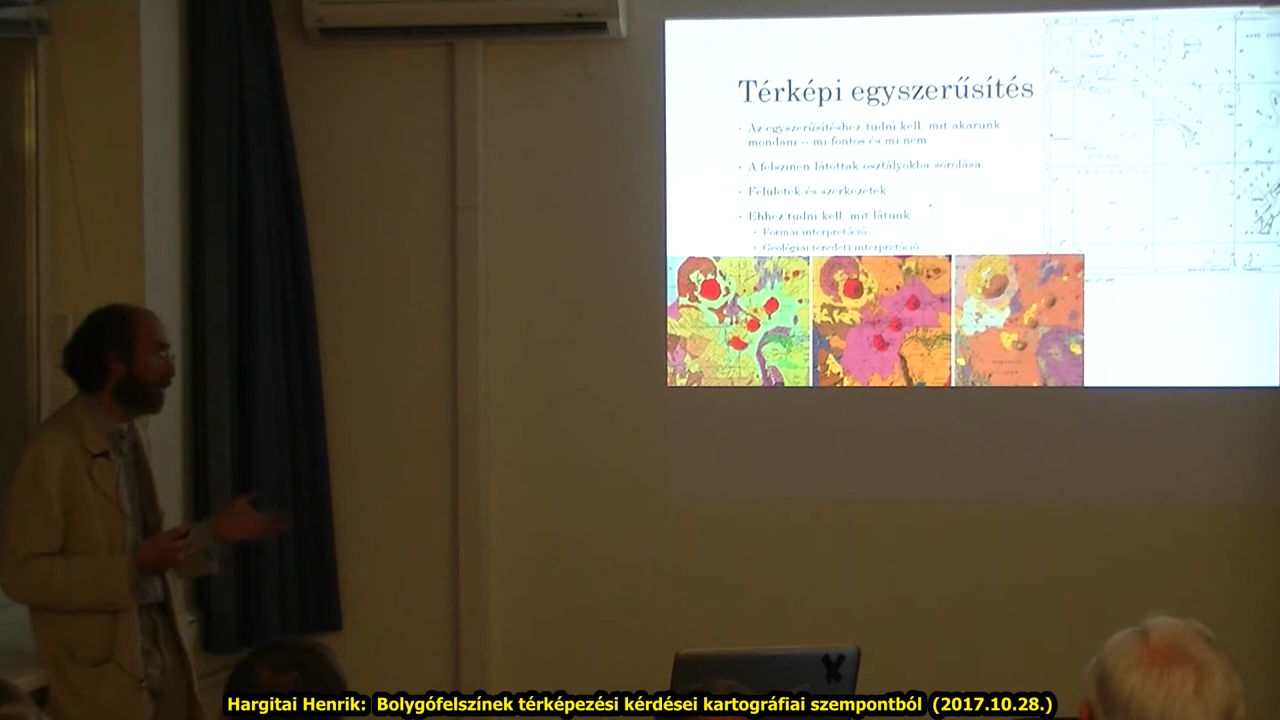 Térképi egyszerűsítés
Az egyszerűsítéshez tudni kell, mit akarunk
mondani – mi fontos és mi nem
A felszínen látottak osztályokba sorolása
Felületek és szerkezetek
Ehhez tudni kell, mit látunk
Formai interpretáció
Geológiai (eredet) interpretáció
Hargitai Henrik: Bolygófelszínek térképezési kérdései kartográfiai szempontból (2017.10.28.)